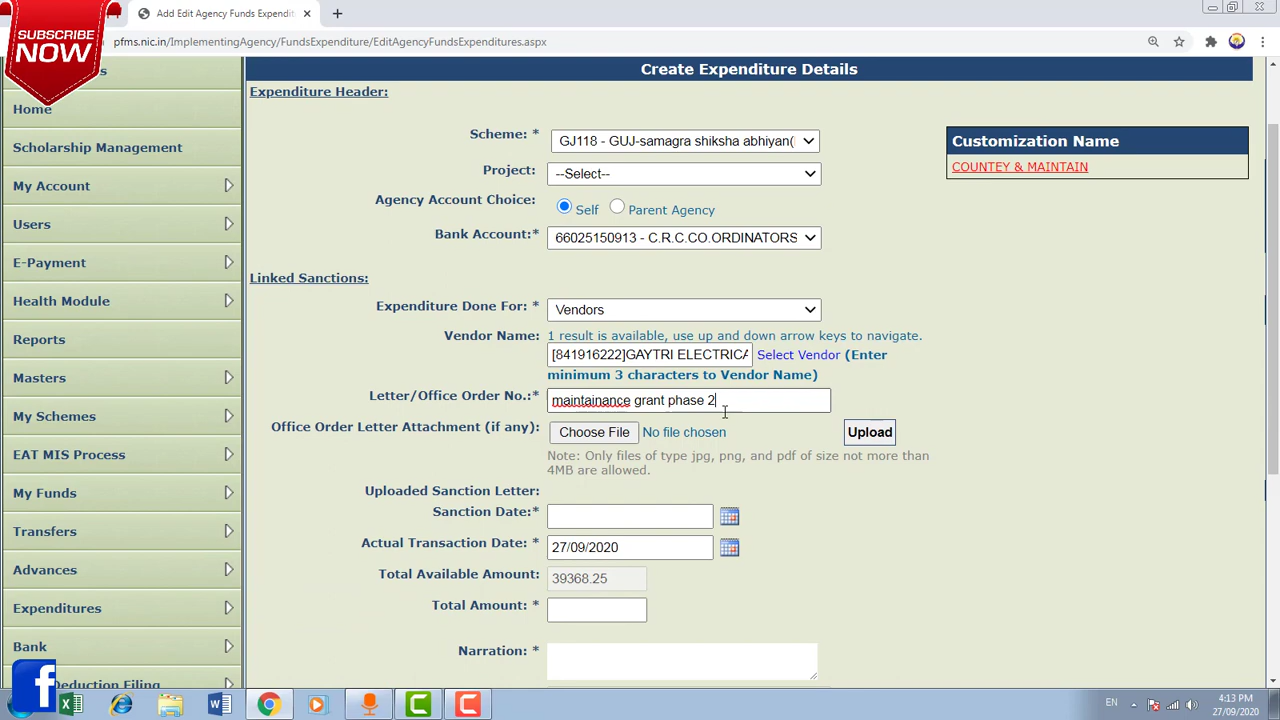 SUBSCRIBE
NOW
Add Edit Agency Funds Expendit
pfms.nic.in/ImplementingAgency/FundsExpenditure/EditAgencyFundsExpenditures.aspx
Create Expenditure Details
Expenditure Header:
Home
Scholarship Management
My Account
Users
E-Payment
Health Module
Reports
Masters
My Schemes
EAT MIS Process
My Funds
Transfers
Advances
Expenditures
Bank
Deduction Filing
Scheme: * GJ118 - GUJ-samagra shiksha abhiyan(
Project: --Select--
Agency Account Choice: Self Parent Agency
Bank Account:* 66025150913 - C.R.C.CO.ORDINATORS
Customization Name
COUNTEY & MAINTAIN
Linked Sanctions:
Expenditure Done For: * Vendors
Vendor Name: 1 result is available, use up and down arrow keys to navigate.
[841916222]GAYTRI ELECTRICA Select Vendor (Enter
minimum 3 characters to Vendor Name)
Letter/Office Order No.:* maintainance grant phase 2
Office Order Letter Attachment (if any): Choose File No file chosen Upload
Note: Only files of type jpg, png, and pdf of size not more than
4MB are allowed.
Uploaded Sanction Letter:
Sanction Date:*
Actual Transaction Date: * 27/09/2020
Total Available Amount: 39368.25
Total Amount: *
Narration: *
f
EN 4:13 PM
27/09/2020